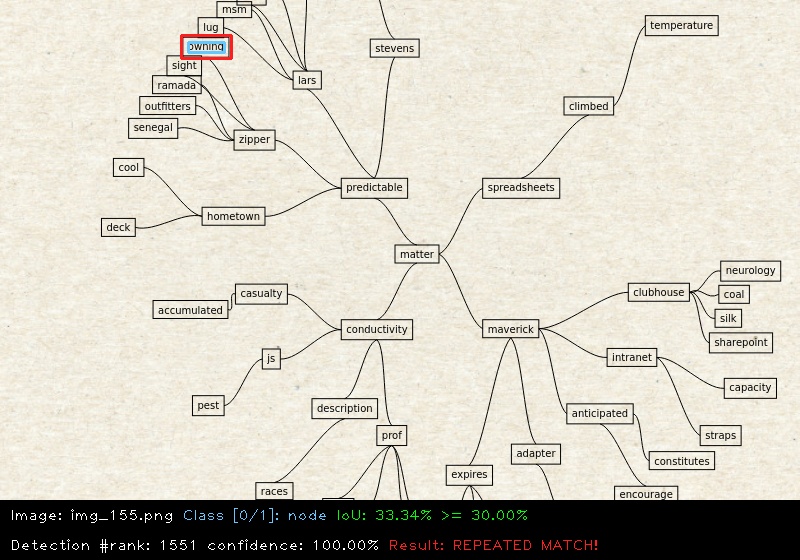 msm
lug
owning
sight
ramada
outfitters
senegal
zipper
lars
stevens
temperature
climbed
cool
predictable
spreadsheets
hometown
deck
matter
casualty
accumulated
clubhouse
neurology
coal
silk
sharepoint
conductivity
maverick
js
intranet
pest
description
capacity
anticipated
prof
straps
adapter
constitutes
expires
races
encourage
Image: img_155.png Class [0/1]: node IoU: 33.34% >= 30.00%
Detection #rank: 1551 confidence: 100.00% Result: REPEATED MATCH!